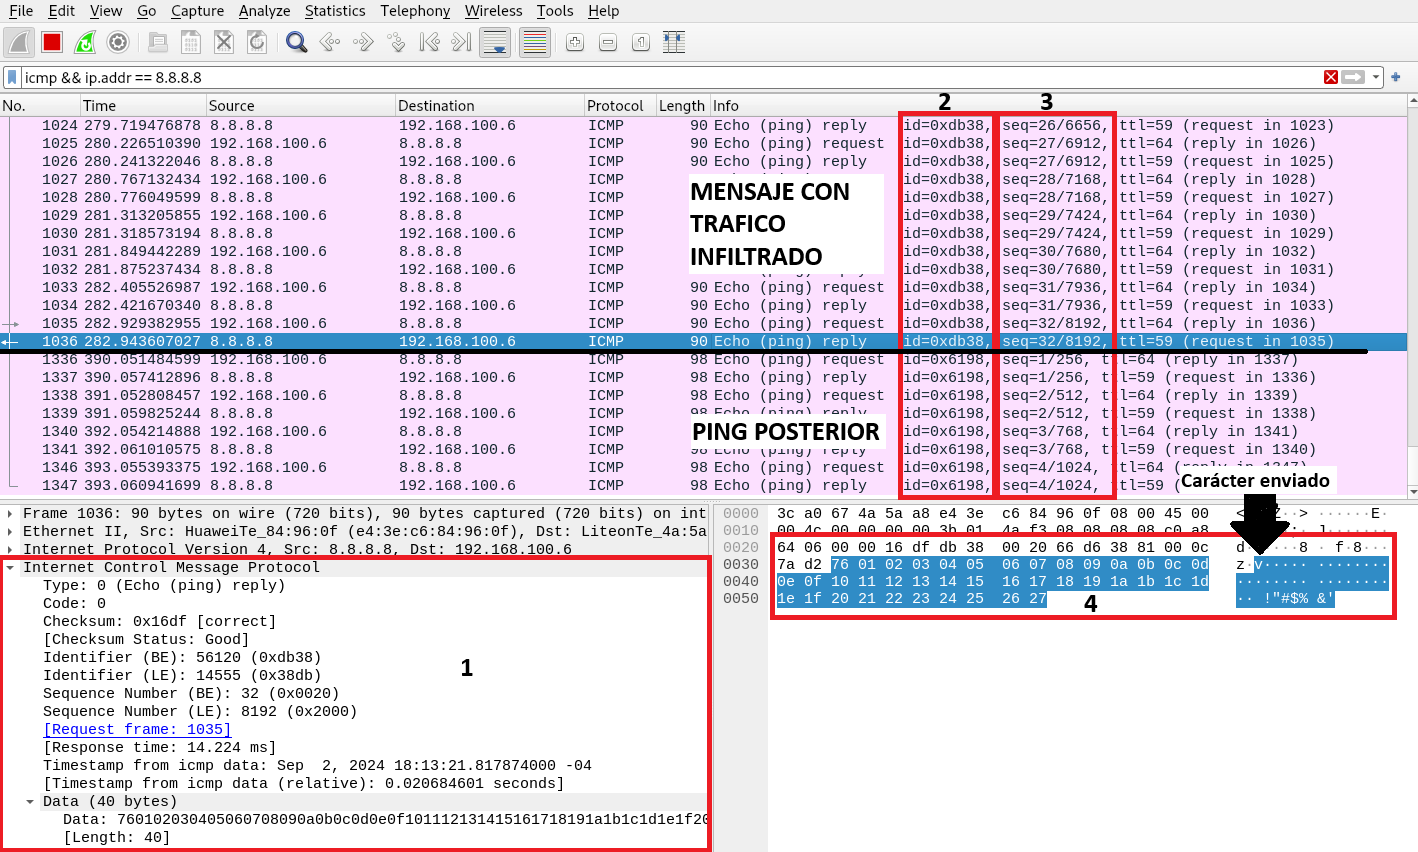 File Edit View Go Capture Analyze Statistics Telephony Wireless Tools Help
icmp && ip.addr == 8.8.8.8
No. Time Source Destination Protocol Length Info
2 3
1024 279.719476878 8.8.8.8 192.168.100.6 ICMP 90 Echo (ping) reply id=0xdb38, seq=26/6656, ttl=59 (request in 1023)
1025 280.226510390 192.168.100.6 8.8.8.8 ICMP 90 Echo (ping) request id=0xdb38, seq=27/6912, ttl=64 (reply in 1026)
1026 280.241322046 8.8.8.8 192.168.100.6 ICMP 90 Echo (ping) reply id=0xdb38, seq=27/6912, ttl=59 (request in 1025)
1027 280.767132434 192.168.100.6 8.8.8.8 ICMP 90 id=0xdb38, seq=28/7168, ttl=64 (reply in 1028)
1028 280.776049599 8.8.8.8 192.168.100.6 ICMP id=0xdb38, seq=28/7168, ttl=59 (request in 1027)
1029 281.313205855 192.168.100.6 8.8.8.8 ICMP id=0xdb38, seq=29/7424, ttl=64 (reply in 1030)
1030 281.318573194 8.8.8.8 192.168.100.6 ICMP id=0xdb38, seq=29/7424, ttl=59 (request in 1029)
1031 281.849442289 192.168.100.6 8.8.8.8 ICMP id=0xdb38, seq=30/7680, ttl=64 (reply in 1032)
1032 281.875237434 8.8.8.8 192.168.100.6 ICMP id=0xdb38, seq=30/7680, ttl=59 (request in 1031)
MENSAJE CON
TRAFICO
INFILTRADO
1033 282.405526987 192.168.100.6 8.8.8.8 ICMP 90 Echo (ping) request id=0xdb38, seq=31/7936, ttl=64 (reply in 1034)
1034 282.421670340 8.8.8.8 192.168.100.6 ICMP 90 Echo (ping) reply id=0xdb38, seq=31/7936, ttl=59 (request in 1033)
1035 282.929382955 192.168.100.6 8.8.8.8 ICMP 90 Echo (ping) request id=0xdb38, seq=32/8192, ttl=64 (reply in 1036)
1036 282.943607027 8.8.8.8 192.168.100.6 ICMP 90 Echo (ping) reply id=0xdb38, seq=32/8192, ttl=59 (request in 1035)
1336 390.051484599 192.168.100.6 8.8.8.8 ICMP 98 Echo (ping) request id=0x6198, seq=1/256, ttl=64 (reply in 1337)
1337 390.057412896 8.8.8.8 192.168.100.6 ICMP 98 Echo (ping) reply id=0x6198, seq=1/256, ttl=59 (request in 1336)
1338 391.052808457 192.168.100.6 8.8.8.8 ICMP 98 Echo (ping) request id=0x6198, seq=2/512, ttl=64 (reply in 1339)
1339 391.059825244 8.8.8.8 192.168.100.6 ICMP 98 Echo (ping) reply id=0x6198, seq=2/512, ttl=59 (request in 1338)
1340 392.054214888 192.168.100.6 8.8.8.8 ICMP id=0x6198, seq=3/768, ttl=64 (reply in 1341)
PING POSTERIOR
1341 392.061010575 8.8.8.8 192.168.100.6 ICMP 98 Echo (ping) reply id=0x6198, seq=3/768, ttl=59 (request in 1340)
1346 393.055393375 192.168.100.6 8.8.8.8 ICMP 98 Echo (ping) request id=0x6198, seq=4/1024, ttl=64 (reply in 1347)
1347 393.060941699 8.8.8.8 192.168.100.6 ICMP 98 Echo (ping) reply id=0x6198, seq=4/1024, ttl=59
Carácter enviado
Frame 1036: 90 bytes on wire (720 bits), 90 bytes captured (720 bits) on int
Ethernet II, Src: HuaweiTe_84:96:0f (e4:3e:c6:84:96:0f), Dst: LiteonTe_4a:5a
Internet Protocol Version 4, Src: 8.8.8.8, Dst: 192.168.100.6
Internet Control Message Protocol
Type: 0 (Echo (ping) reply)
Code: 0
Checksum: 0x16df [correct]
[Checksum Status: Good]
Identifier (BE): 56120 (0xdb38)
Identifier (LE): 14555 (0x38db)
1
Sequence Number (BE): 32 (0x0020)
Sequence Number (LE): 8192 (0x2000)
[Request frame: 1035]
[Response time: 14.224 ms]
Timestamp from icmp data: Sep 2, 2024 18:13:21.817874000 -04
[Timestamp from icmp data (relative): 0.020684601 seconds]
Data (40 bytes)
Data: 760102030405060708090a0b0c0d0e0f101112131415161718191a1b1c1d1e1f20
[Length: 40]
0000 3c a0 67 4a 5a a8 e4 3e c6 84 96 0f 08 00 45 00 <· Z··> ······E·
0010 00 4c 00 00 00 00 3b 01 4a f3 08 08 08 08 c0 a8
0020 64 06 00 00 16 df db 38 00 20 66 d6 38 81 00 0c d·····8 · f·8···
0030 7a d2 76 01 02 03 04 05 06 07 08 09 0a 0b 0c 0d z·v····· ········
0040 0e 0f 10 11 12 13 14 15 16 17 18 19 1a 1b 1c 1d ········ ········
0050 1e 1f 20 21 22 23 24 25 26 27 ·· !"#$% &'
4